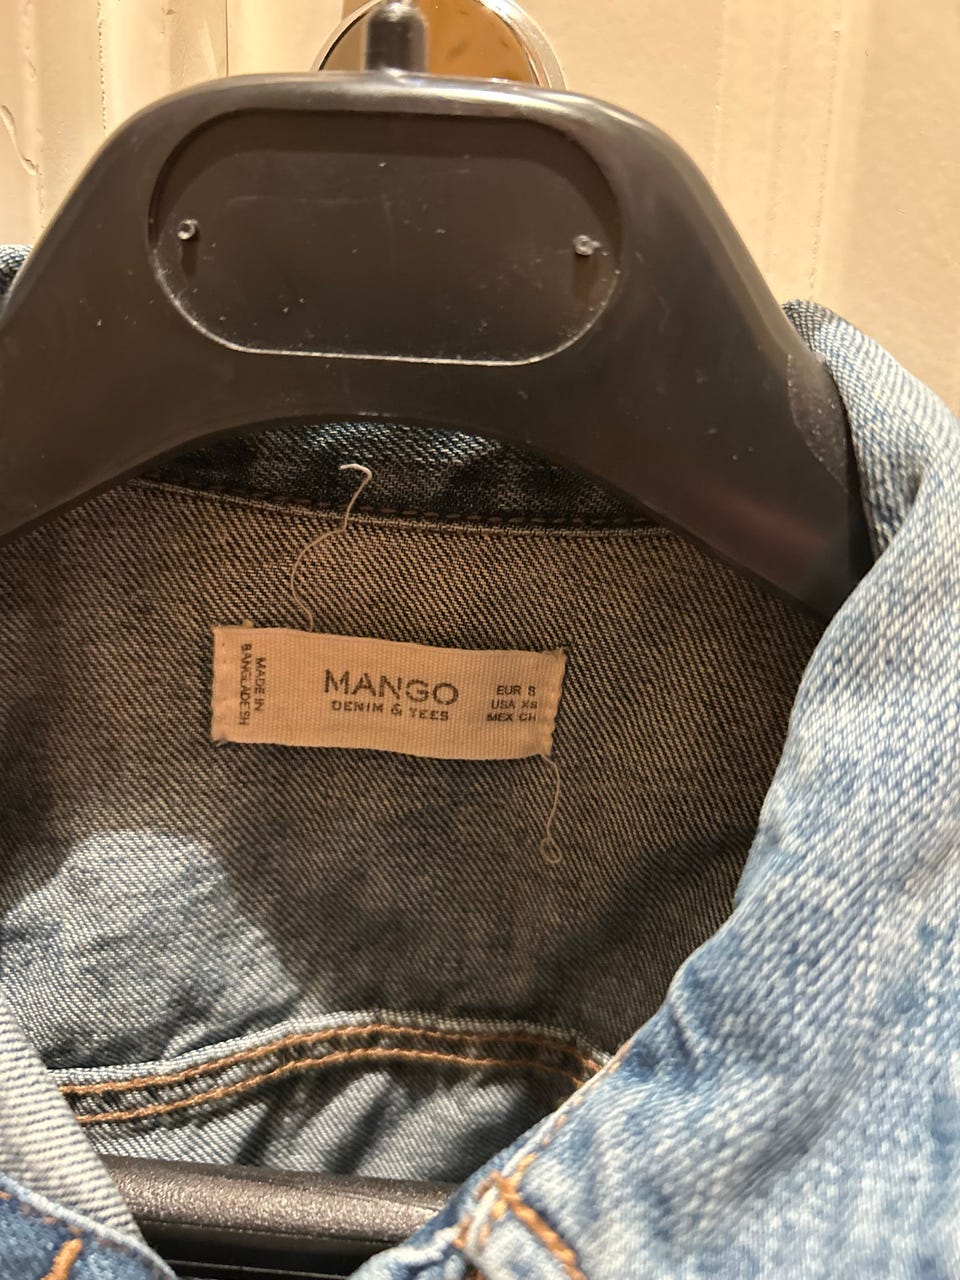 MADE IN
BANGLADESH
MANGO
DENIM & TEES
EUR S
USA XS
MEX CH